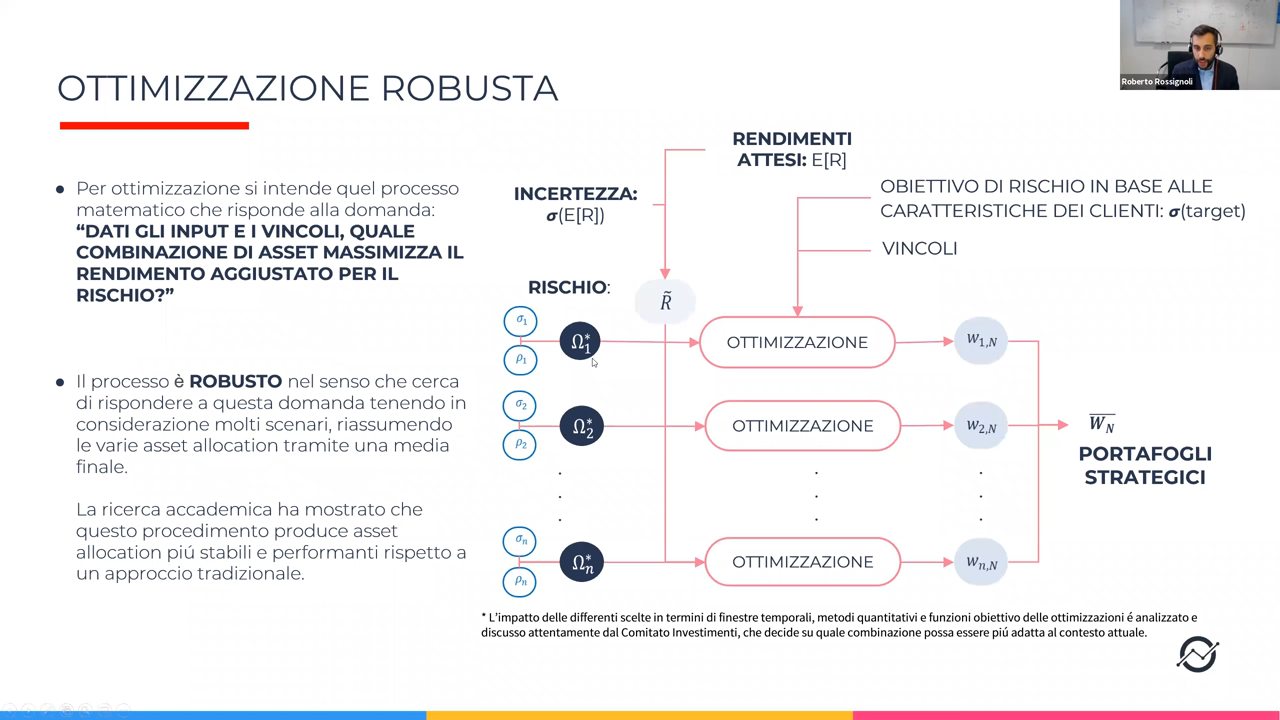 Roberto Rossignoli
OTTIMIZZAZIONE ROBUSTA
Per ottimizzazione si intende quel processo
matematico che risponde alla domanda:
“DATI GLI INPUT E I VINCOLI, QUALE
COMBINAZIONE DI ASSET MASSIMIZZA IL
RENDIMENTO AGGIUSTATO PER IL
RISCHIO?”
Il processo è ROBUSTO nel senso che cerca
di rispondere a questa domanda tenendo in
considerazione molti scenari, riassumendo
le varie asset allocation tramite una media
finale.
La ricerca accademica ha mostrato che
questo procedimento produce asset
allocation piú stabili e performanti rispetto a
un approccio tradizionale.
RENDIMENTI
ATTESI: E[R]
INCERTEZZA:
σ(E[R])
OBIETTIVO DI RISCHIO IN BASE ALLE
CARATTERISTICHE DEI CLIENTI: σ(target)
VINCOLI
RISCHIO:
R̃
σ1
ρ1
Ω*1
OTTIMIZZAZIONE
w1,N
σ2
ρ2
Ω*2
OTTIMIZZAZIONE
w2,N
σn
ρn
Ω*n
OTTIMIZZAZIONE
wn,N
W̅N
PORTAFOGLI
STRATEGICI
* L’impatto delle differenti scelte in termini di finestre temporali, metodi quantitativi e funzioni obiettivo delle ottimizzazioni é analizzato e
discusso attentamente dal Comitato Investimenti, che decide su quale combinazione possa essere piú adatta al contesto attuale.